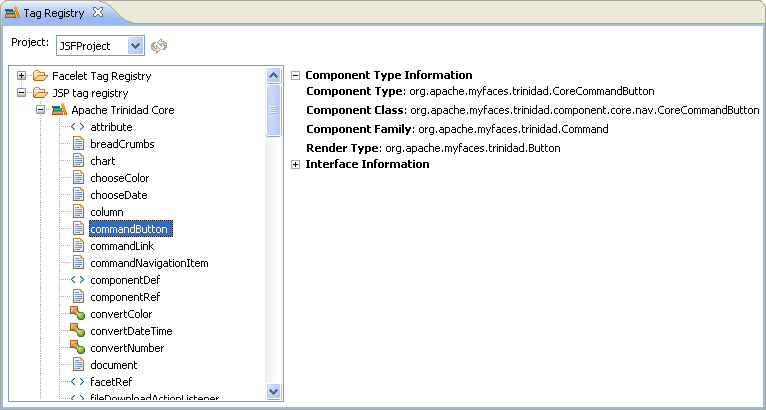 Tag Registry
Project: JSFProject
Facelet Tag Registry
JSP tag registry
Apache Trinidad Core
attribute
breadCrumbs
chart
chooseColor
chooseDate
column
commandButton
commandLink
commandNavigationItem
componentDef
componentRef
convertColor
convertDateTime
convertNumber
document
facetRef
fileDownloadActionListener
Component Type Information
Component Type: org.apache.myfaces.trinidad.CoreCommandButton
Component Class: org.apache.myfaces.trinidad.component.core.nav.CoreCommandButton
Component Family: org.apache.myfaces.trinidad.Command
Render Type: org.apache.myfaces.trinidad.Button
Interface Information